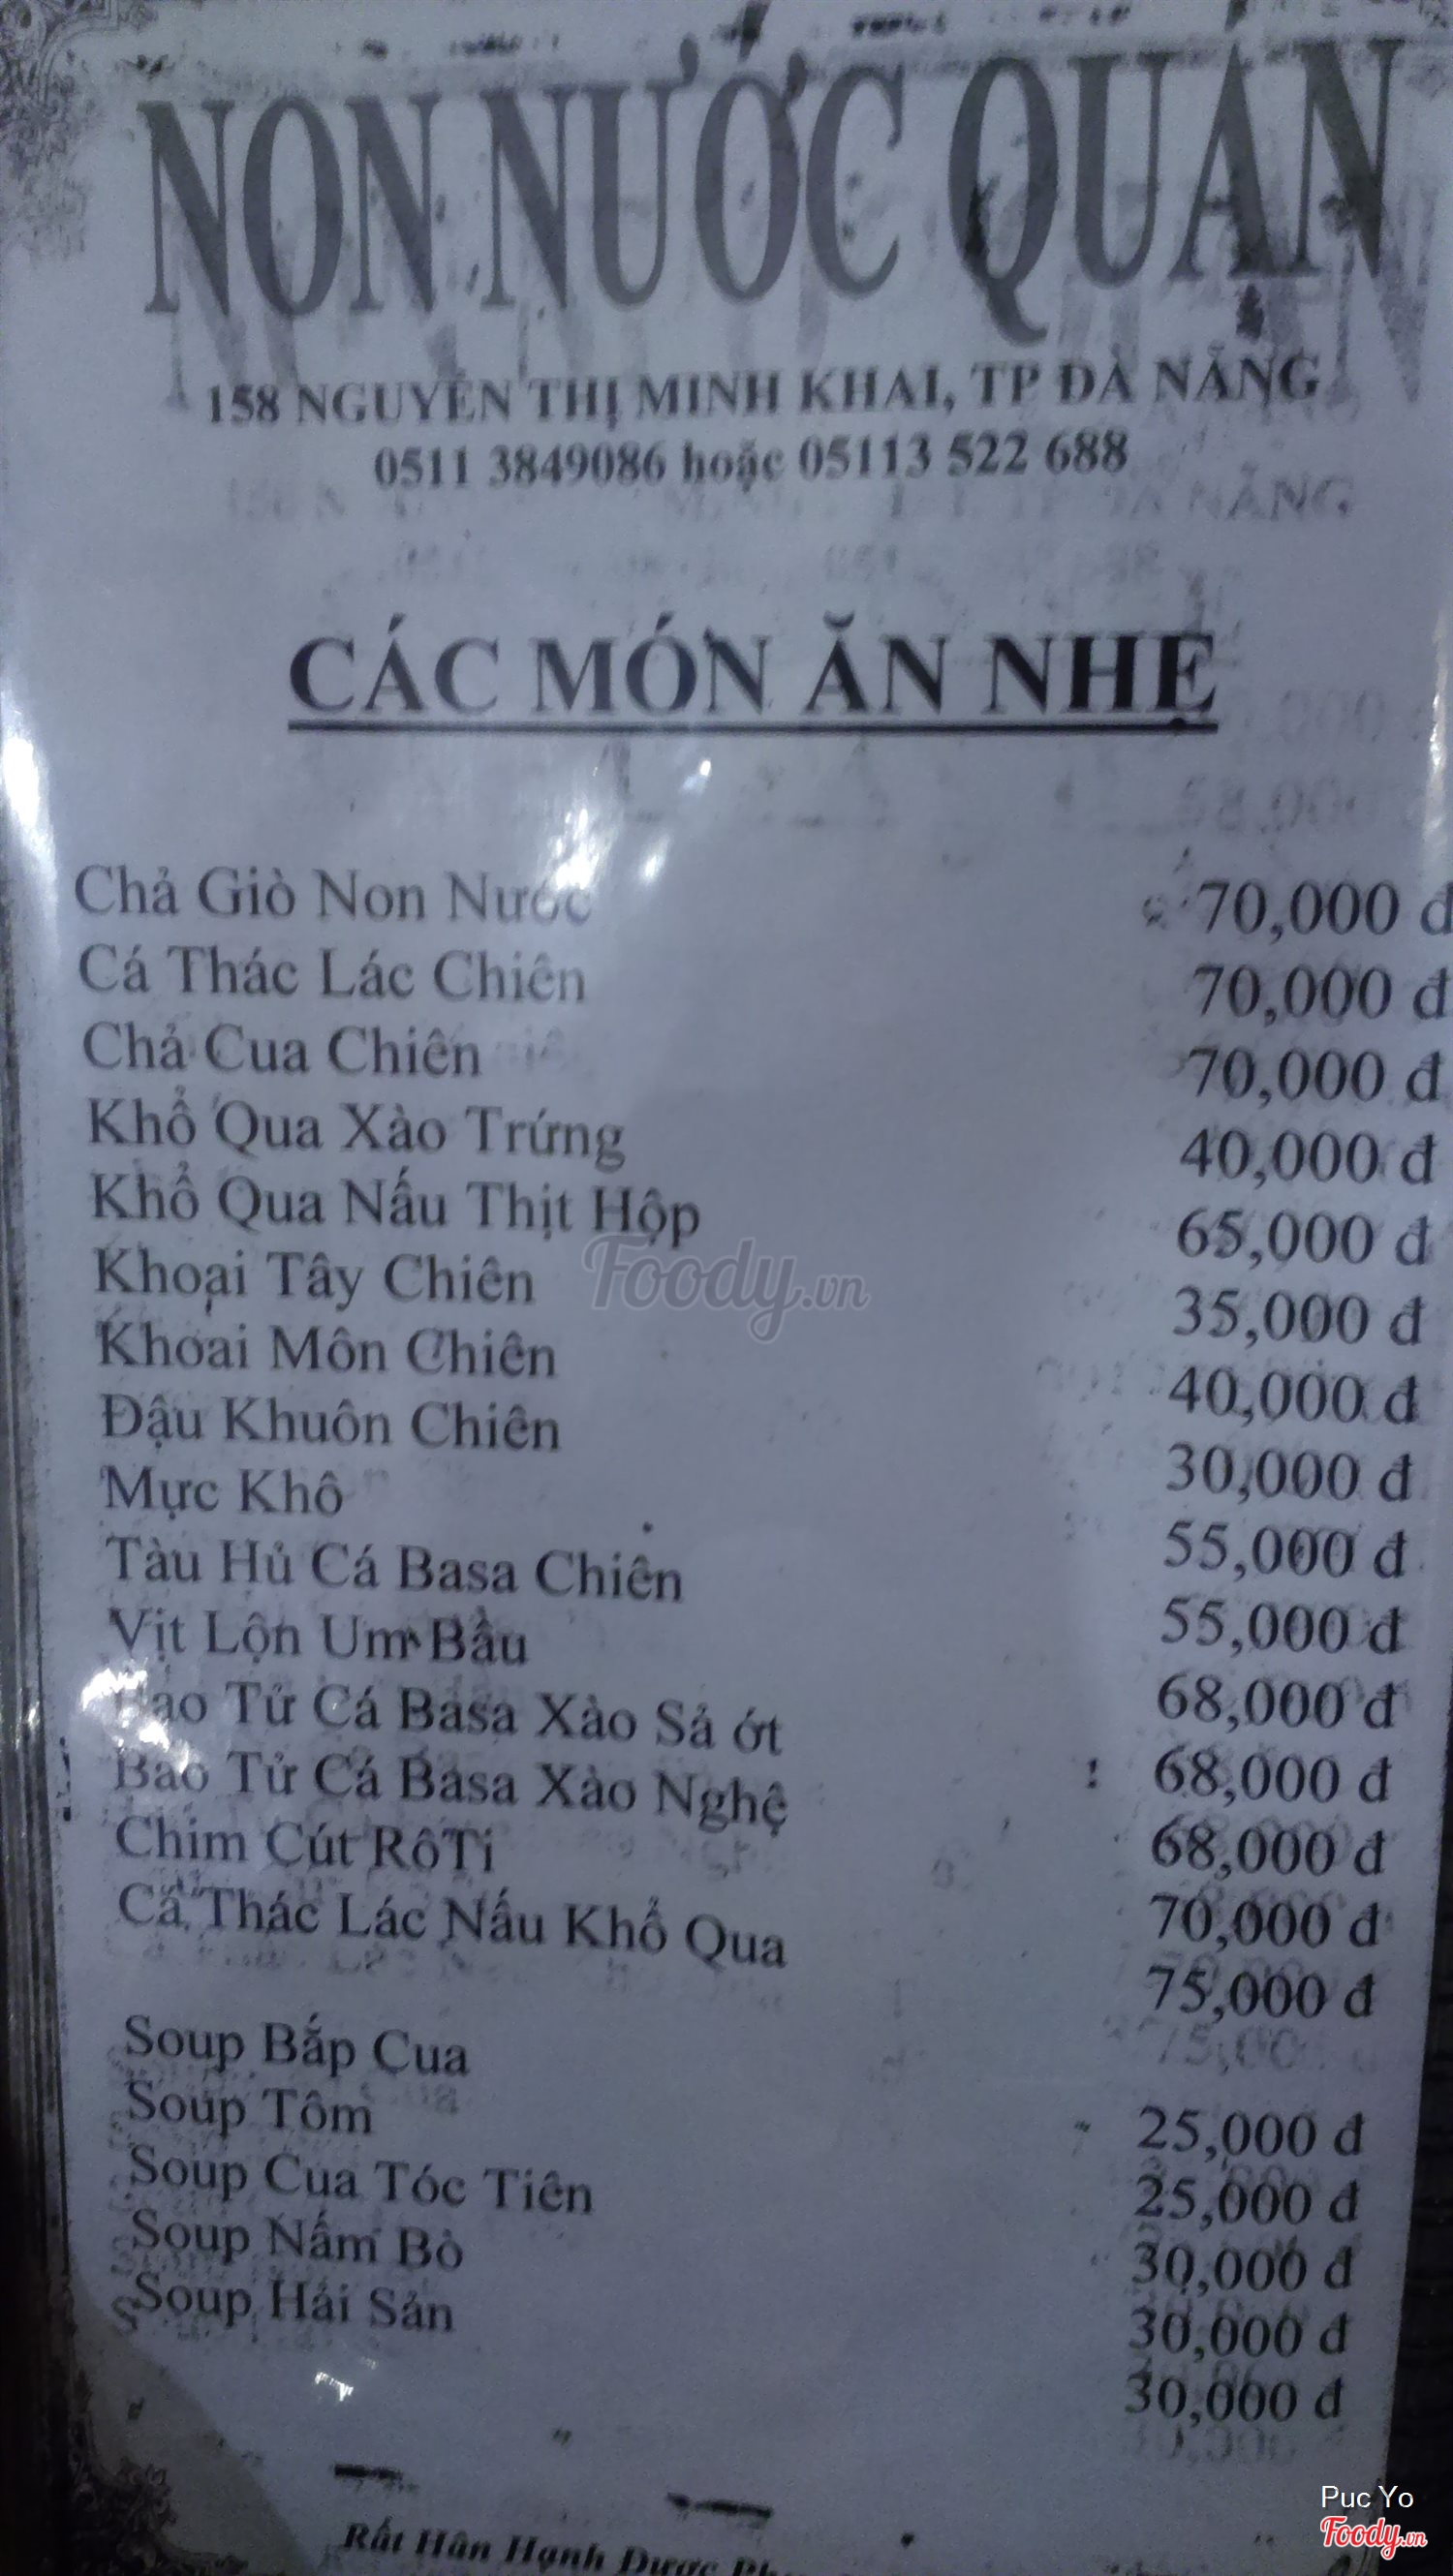 NON NƯỚC QUÁN
158 NGUYỄN THỊ MINH KHAI, TP ĐÀ NẴNG
0511 3849086 hoặc 05113 522 688
CÁC MÓN ĂN NHẸ
Chả Giò Non Nước 70,000 đ
Cá Thác Lác Chiên 70,000 đ
Chả Cua Chiên 70,000 đ
Khổ Qua Xào Trứng 40,000 đ
Khổ Qua Nấu Thịt Hộp 65,000 đ
Khoại Tây Chiên 35,000 đ
Khoai Môn Chiên 40,000 đ
Đậu Khuôn Chiên 30,000 đ
Mực Khô 55,000 đ
Tàu Hủ Cá Basa Chiên 55,000 đ
Vịt Lộn Um Bầu 68,000 đ
Bao Tử Cá Basa Xào Sả ớt 68,000 đ
Bao Tử Cá Basa Xào Nghệ 68,000 đ
Chim Cút RôTi 70,000 đ
Cá Thác Lác Nấu Khổ Qua 75,000 đ
Soup Bắp Cua 25,000 đ
Soup Tôm 25,000 đ
Soup Cua Tóc Tiên 30,000 đ
Soup Nấm Bò 30,000 đ
Soup Hải Sản 30,000 đ
Rất Hân Hạnh Được
Foody.vn
Puc Yo
Foody.vn